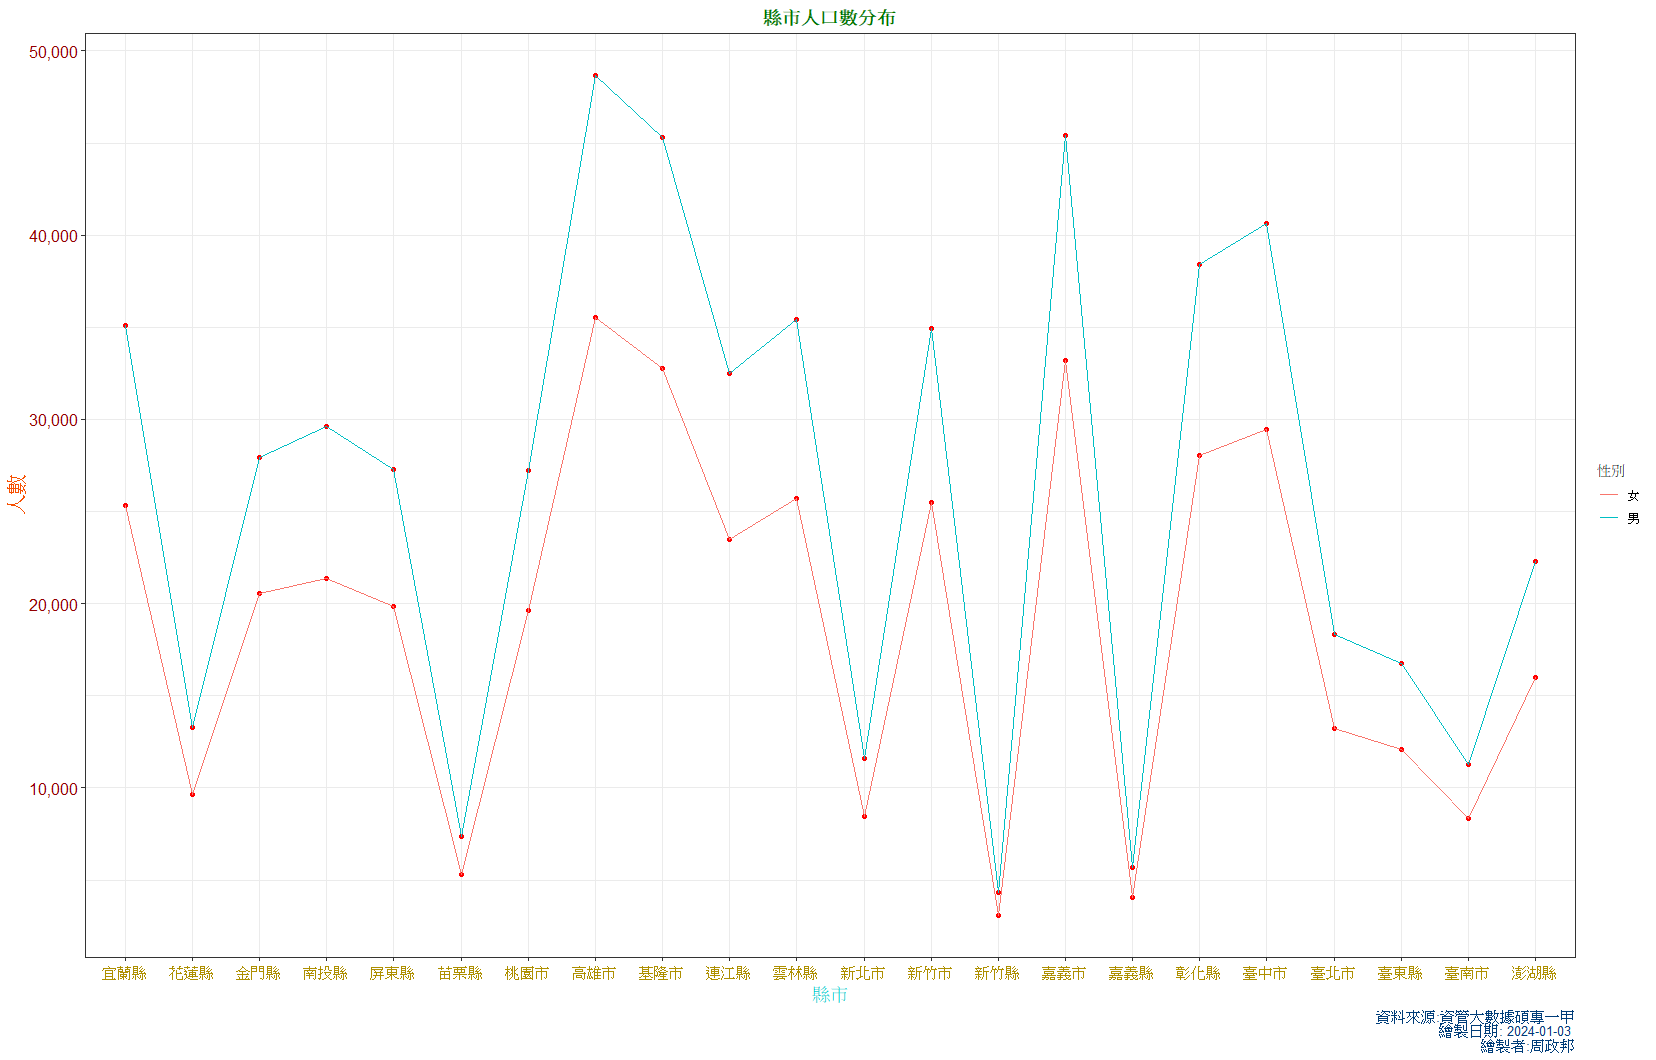 縣市人口數分布
50,000
40,000
30,000
20,000
10,000
人數
宜蘭縣 花蓮縣 金門縣 南投縣 屏東縣 苗栗縣 桃園市 高雄市 基隆市 連江縣 雲林縣 新北市 新竹市 新竹縣 嘉義市 嘉義縣 彰化縣 臺中市 臺北市 臺東縣 臺南市 澎湖縣
縣市
性別
女
男
資料來源:資管大數據碩專一甲
繪製日期: 2024-01-03
繪製者:周政邦